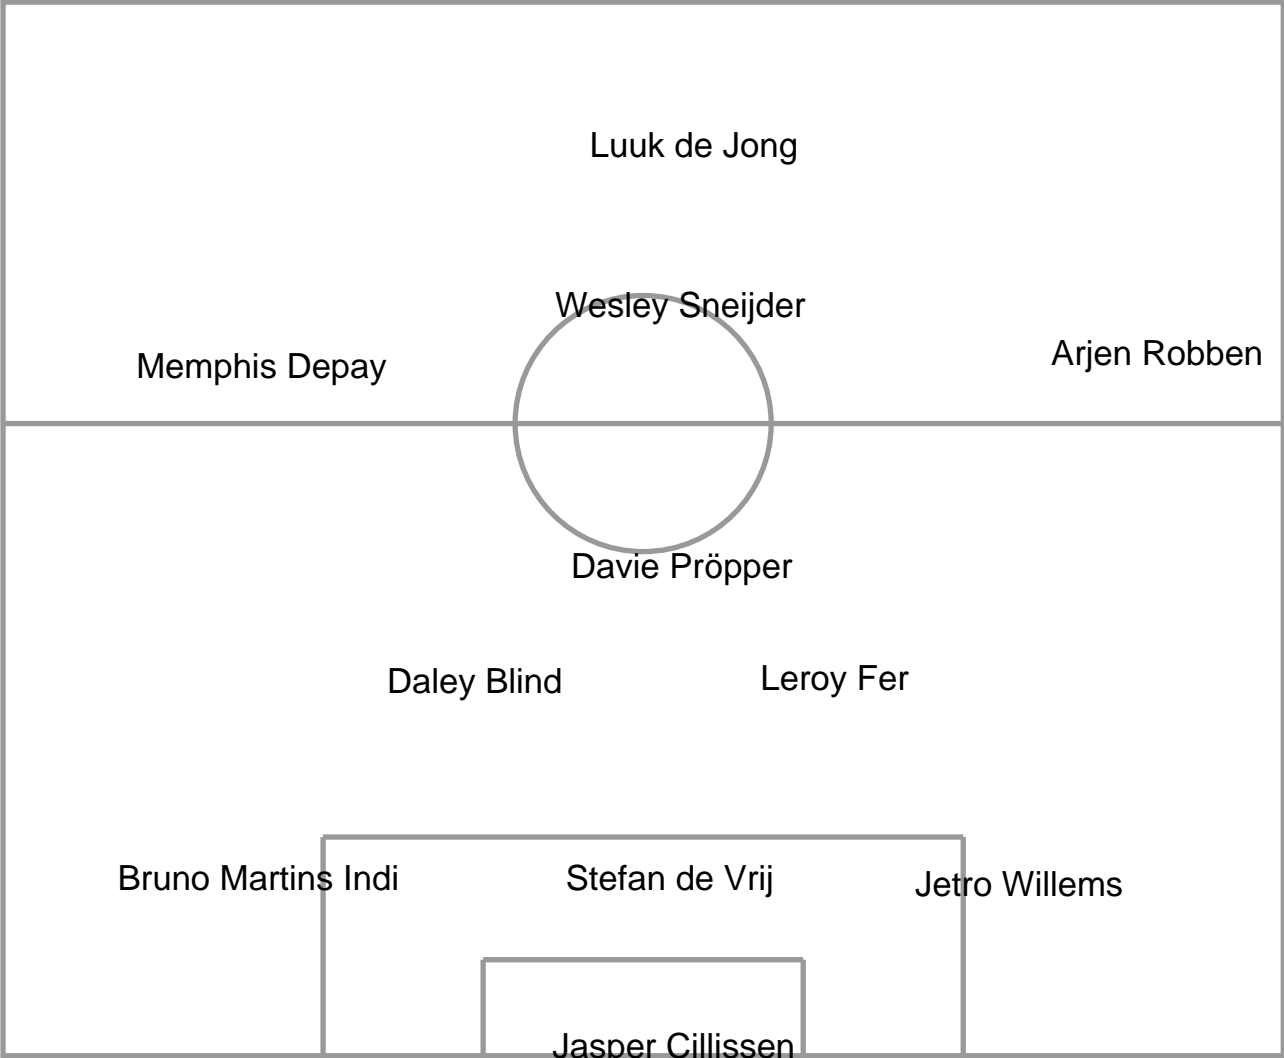 Luuk de Jong
Wesley Sneijder
Memphis Depay
Arjen Robben
Davie Pröpper
Daley Blind
Leroy Fer
Bruno Martins Indi
Stefan de Vrij
Jetro Willems
Jasper Cillissen